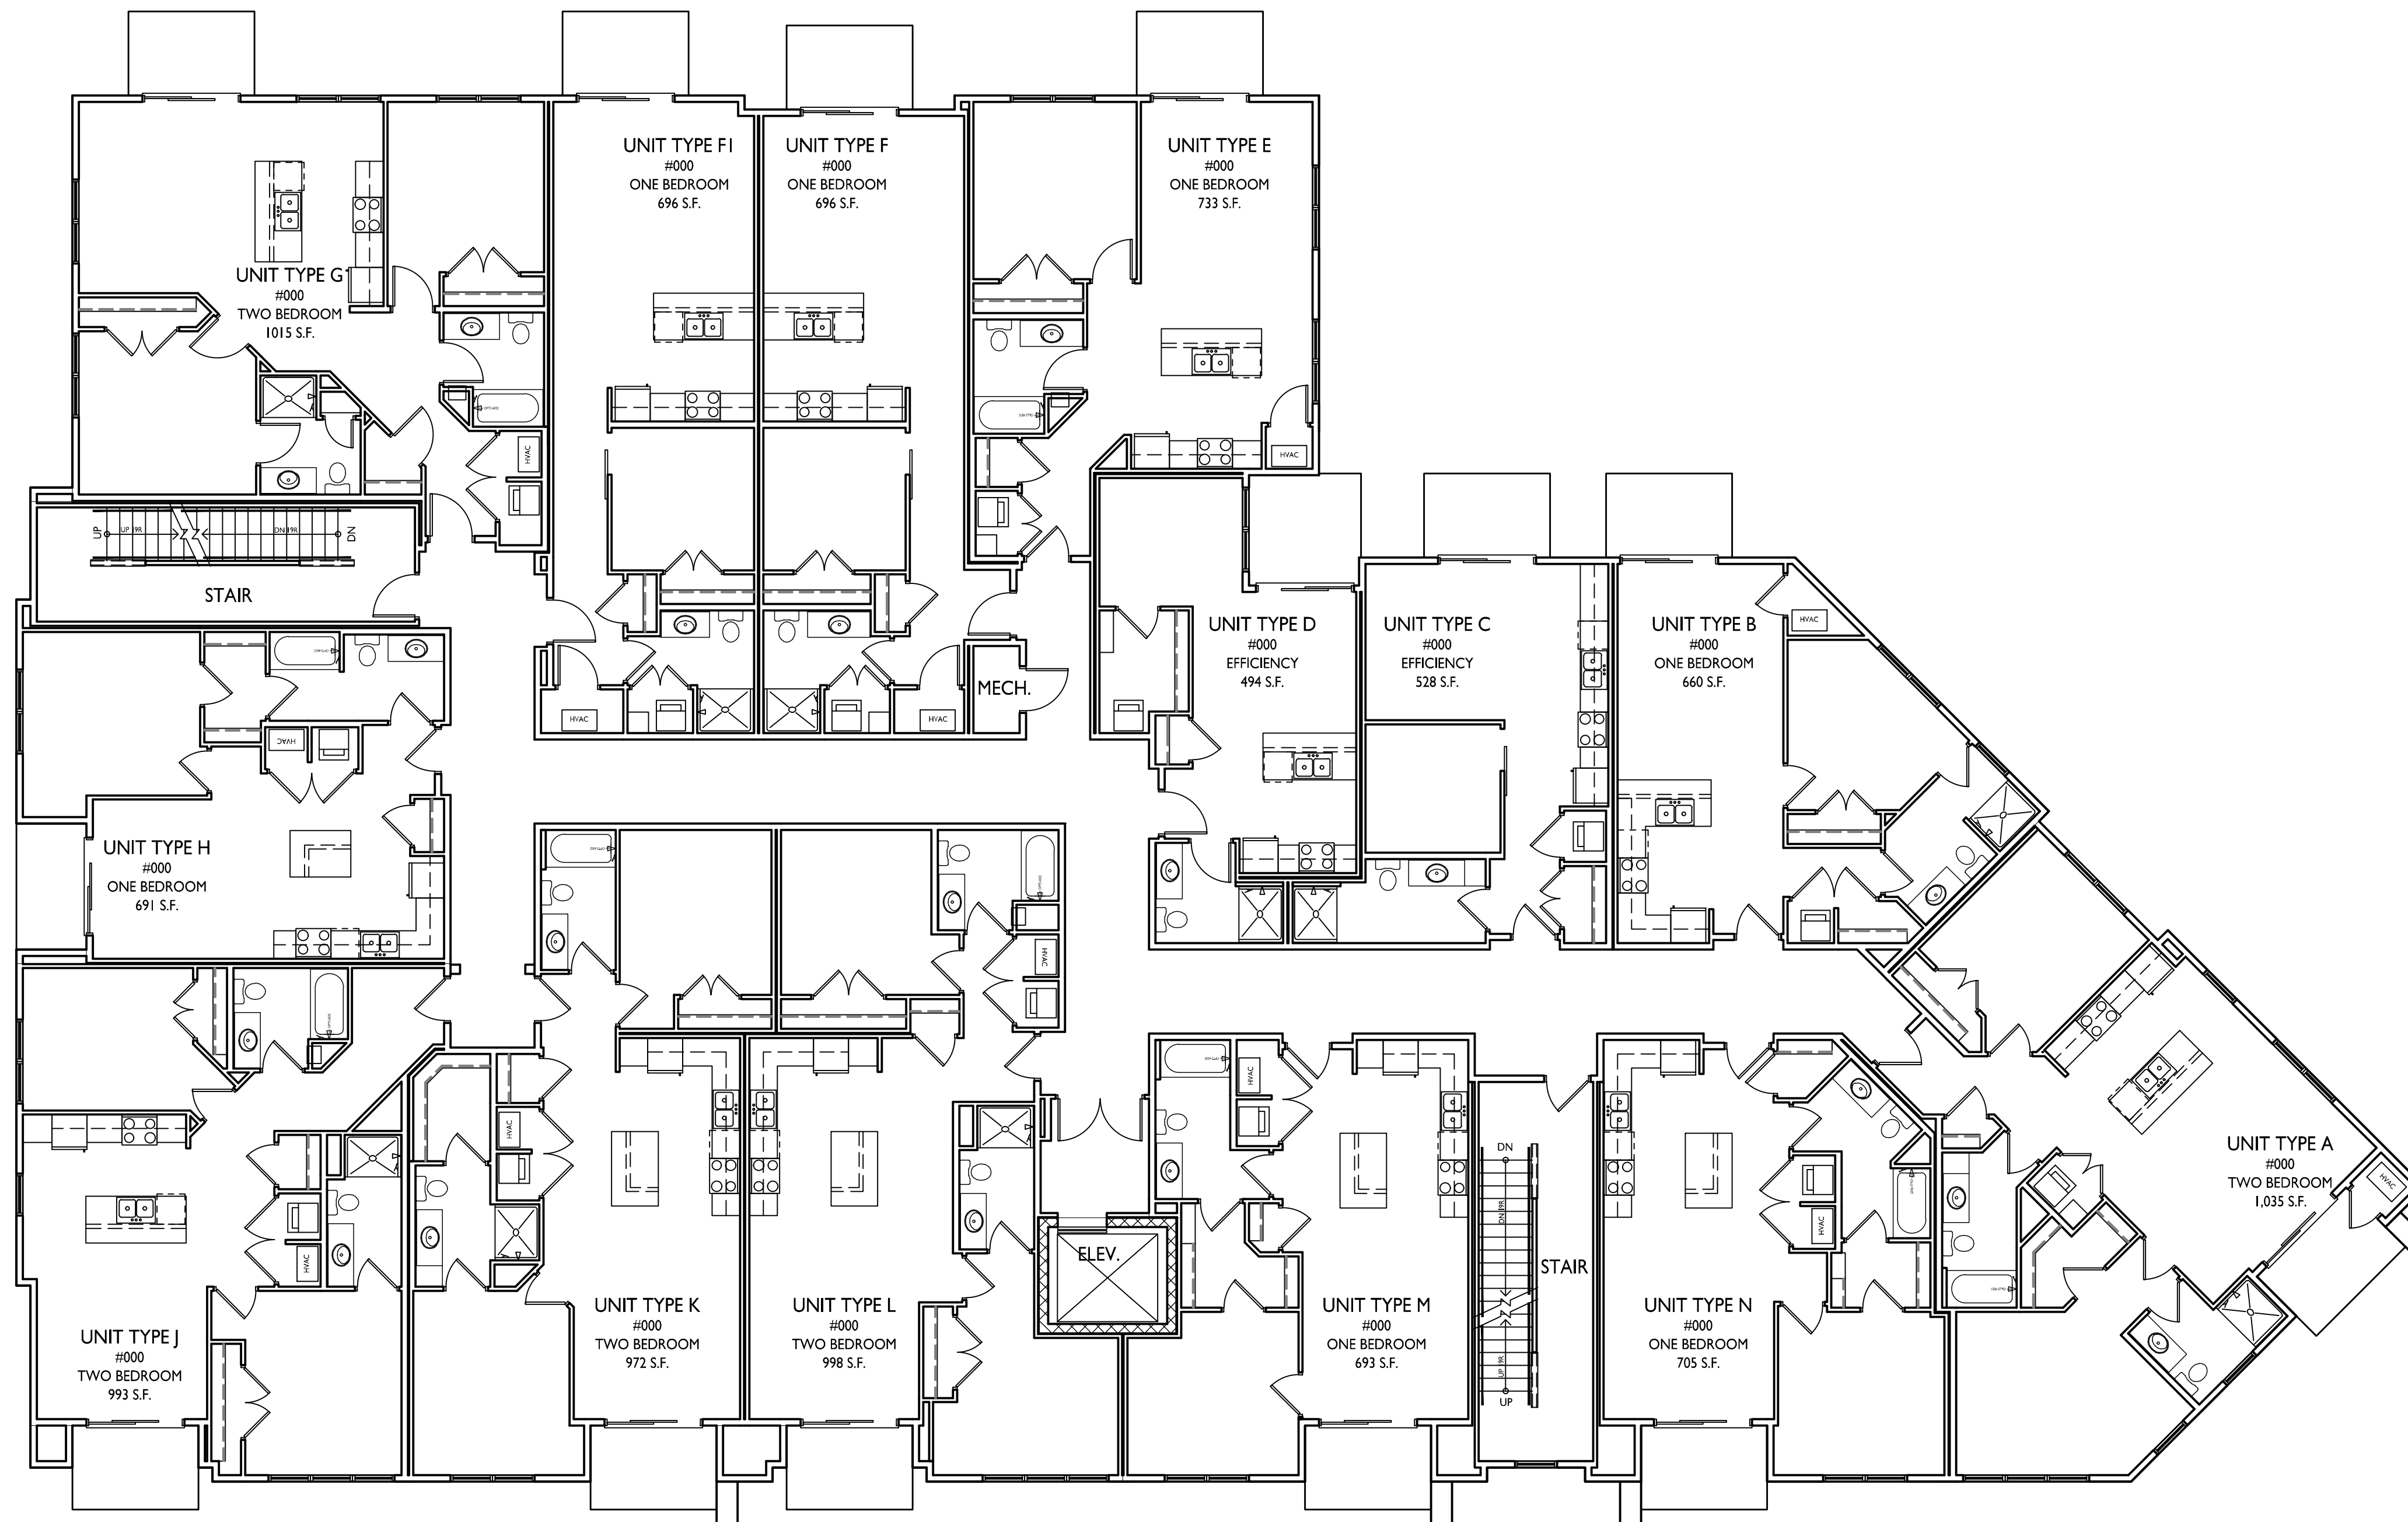 UNIT TYPE G
#000
TWO BEDROOM
1015 S.F.
UNIT TYPE F1
#000
ONE BEDROOM
696 S.F.
UNIT TYPE F
#000
ONE BEDROOM
696 S.F.
UNIT TYPE E
#000
ONE BEDROOM
733 S.F.
HVAC
HVAC
UP
UP 19R
DN 19R
DN
STAIR
UNIT TYPE D
#000
EFFICIENCY
494 S.F.
UNIT TYPE C
#000
EFFICIENCY
528 S.F.
UNIT TYPE B
#000
ONE BEDROOM
660 S.F.
HVAC
MECH.
HVAC
HVAC
HVAC
UNIT TYPE H
#000
ONE BEDROOM
691 S.F.
HVAC
HVAC
HVAC
UNIT TYPE A
#000
TWO BEDROOM
1,035 S.F.
HVAC
DN
DN 19R
STAIR
UP 19R
UP
HVAC
HVAC
ELEV.
UNIT TYPE J
#000
TWO BEDROOM
993 S.F.
UNIT TYPE K
#000
TWO BEDROOM
972 S.F.
UNIT TYPE L
#000
TWO BEDROOM
998 S.F.
UNIT TYPE M
#000
ONE BEDROOM
693 S.F.
UNIT TYPE N
#000
ONE BEDROOM
705 S.F.